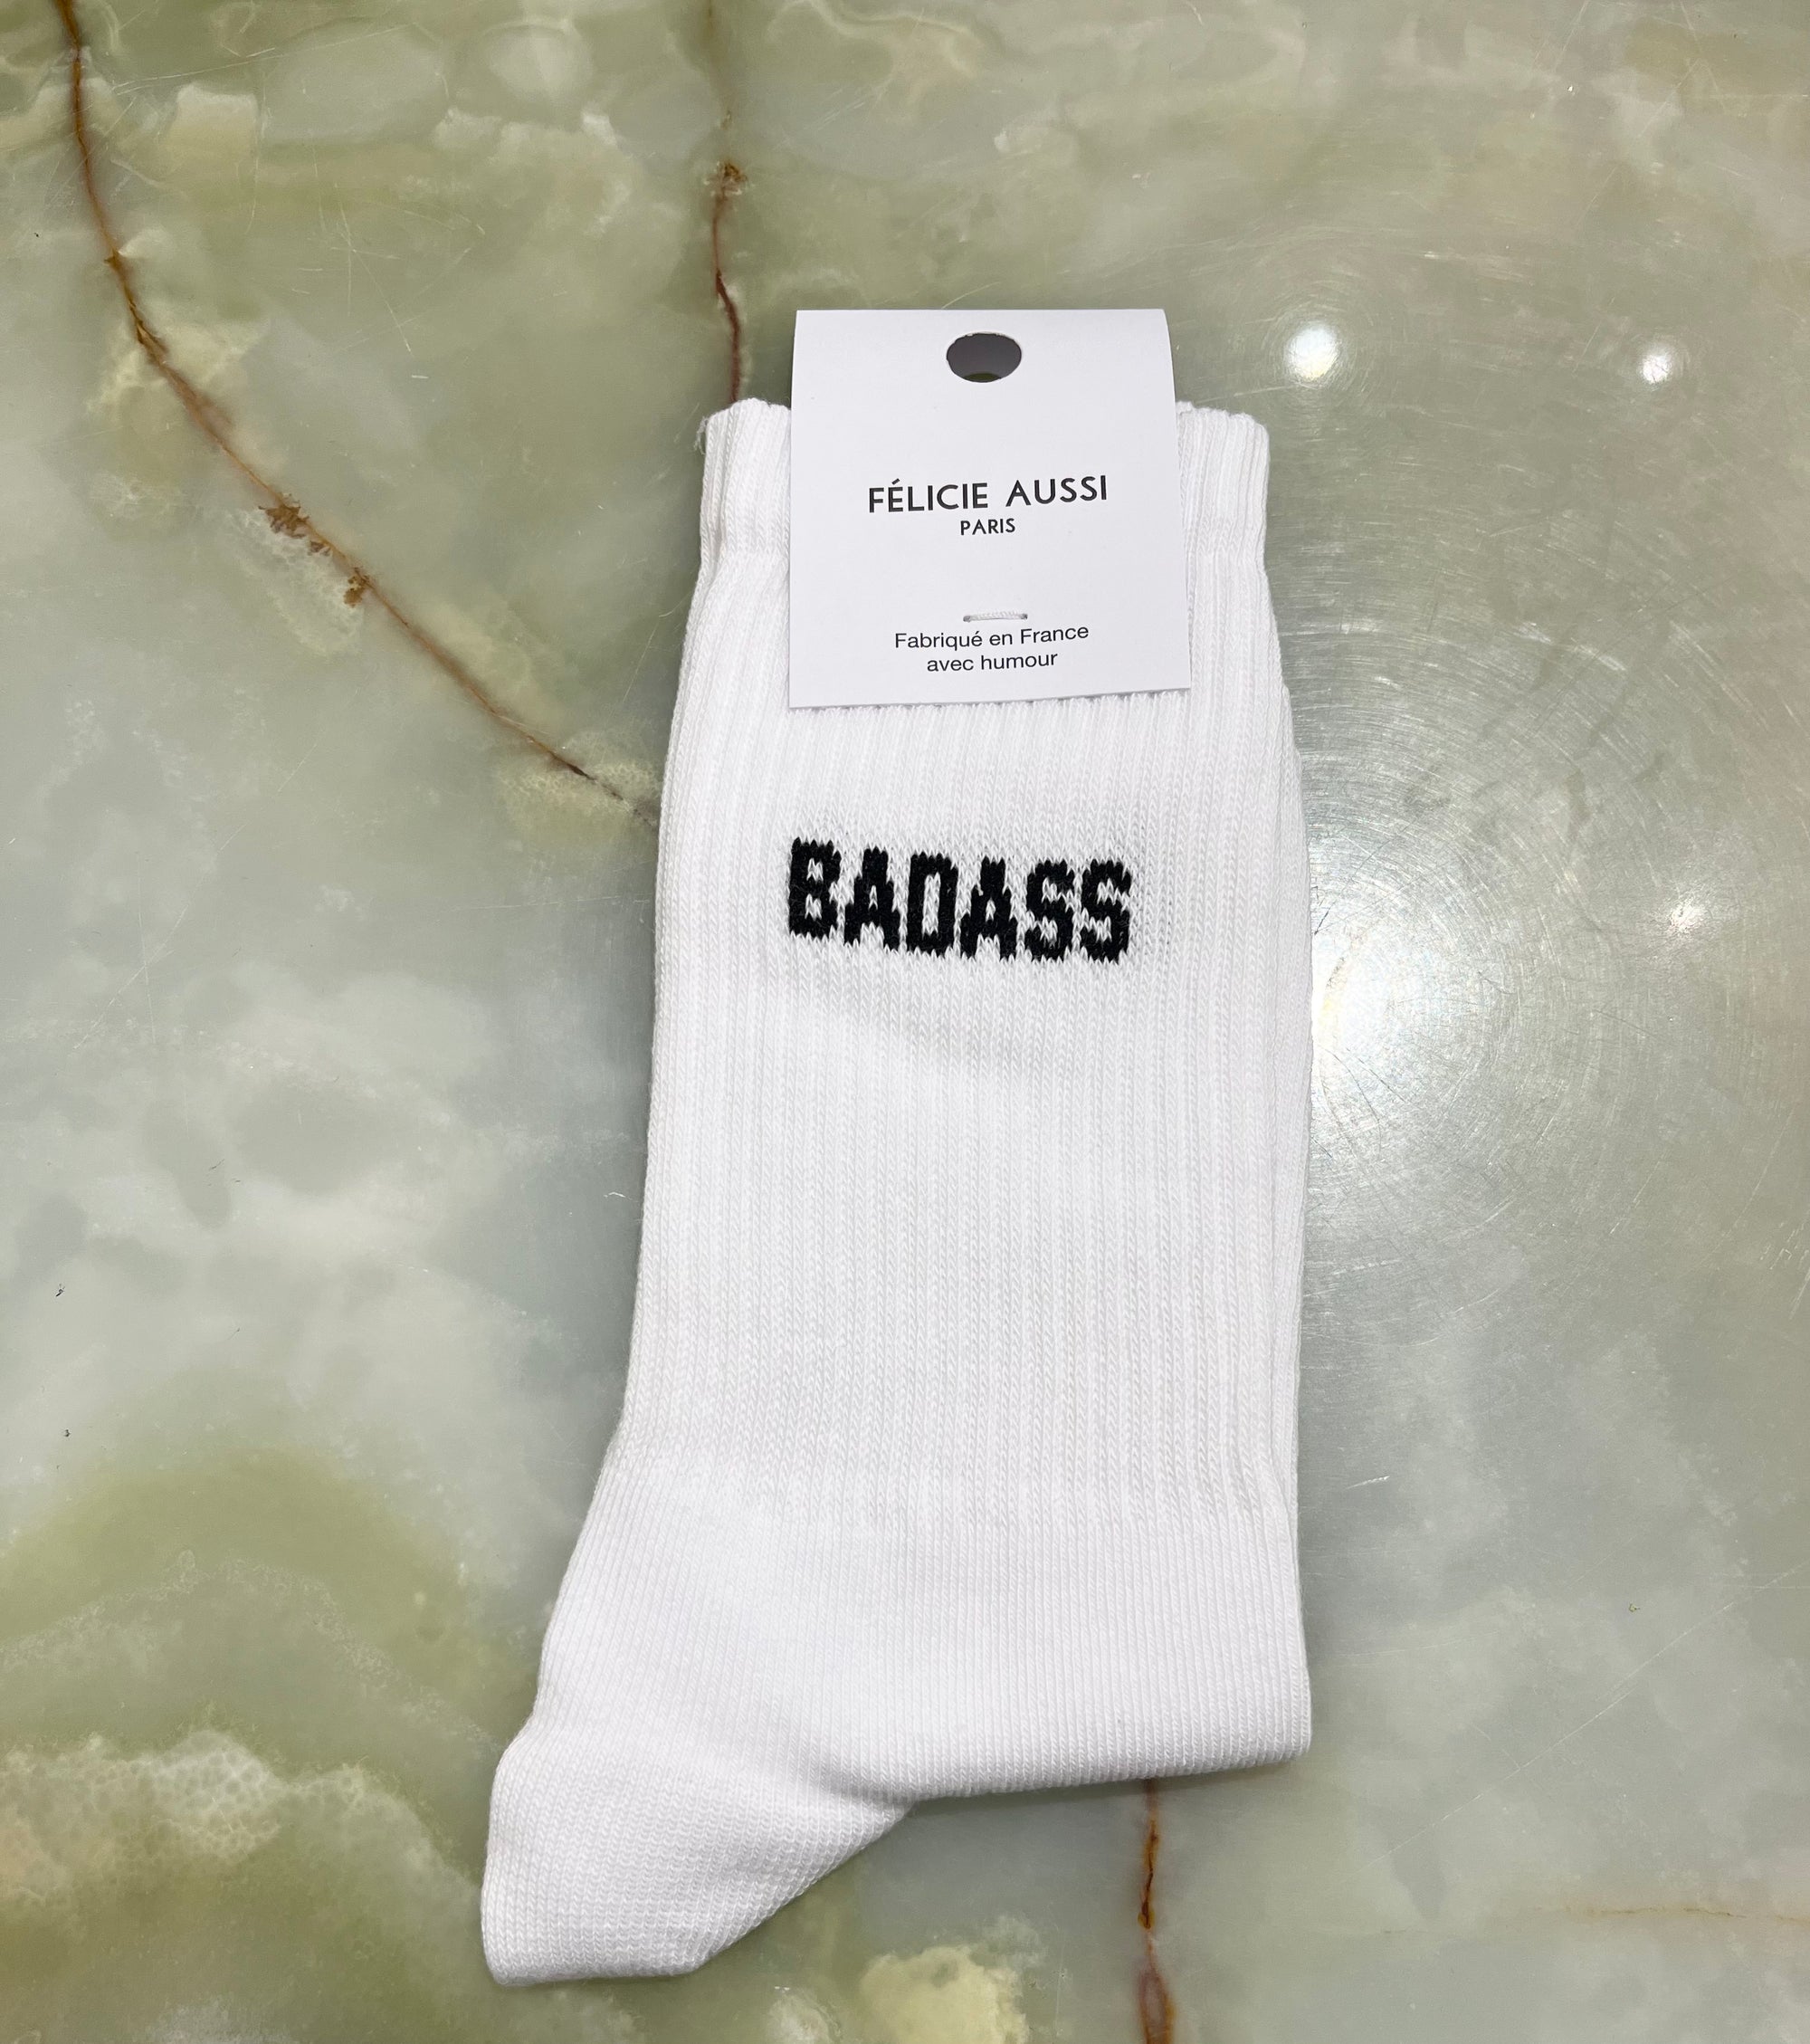 FÉLICIE AUSSI
PARIS
Fabriqué en France
avec humour
BADASS